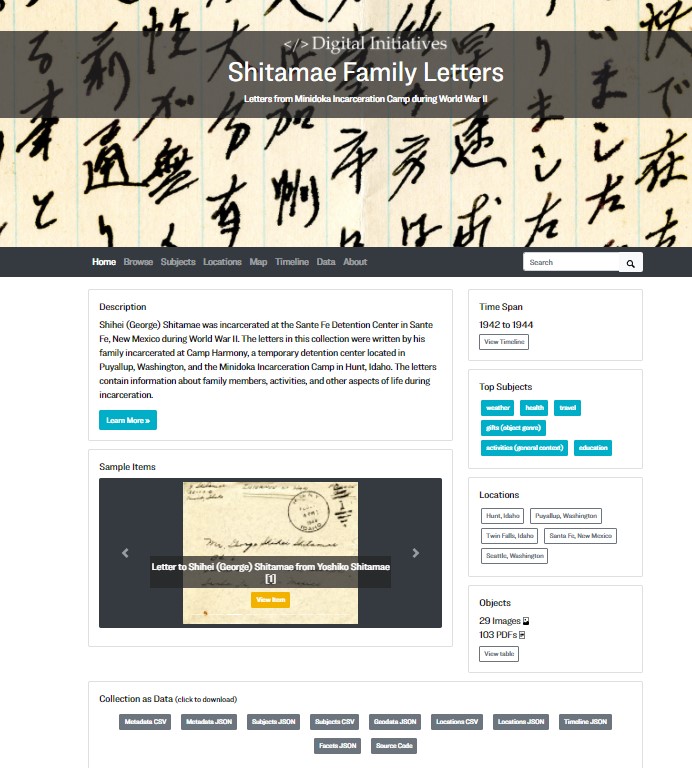 </> Digital Initiatives
Shitamae Family Letters
Letters from Minidoka Incarceration Camp during World War II
Home Browse Subjects Locations Map Timeline Data About
Search
Description
Shihei (George) Shitamae was incarcerated at the Sante Fe Detention Center in Sante
Fe, New Mexico during World War II. The letters in this collection were written by his
family incarcerated at Camp Harmony, a temporary detention center located in
Puyallup, Washington, and the Minidoka Incarceration Camp in Hunt, Idaho. The letters
contain information about family members, activities, and other aspects of life during
incarceration.
Learn More »
Sample Items
Mr. George Shihei Shitamae
Letter to Shihei (George) Shitamae from Yoshiko Shitamae
[1]
View Item
Time Span
1942 to 1944
View Timeline
Top Subjects
weather health travel
gifts (object genre)
activities (general context) education
Locations
Hunt, Idaho Puyallup, Washington
Twin Falls, Idaho Santa Fe, New Mexico
Seattle, Washington
Objects
29 Images
103 PDFs
View table
Collection as Data (click to download)
Metadata CSV Metadata JSON Subjects JSON Subjects CSV Geodata JSON Locations CSV Locations JSON Timeline JSON
Facets JSON Source Code